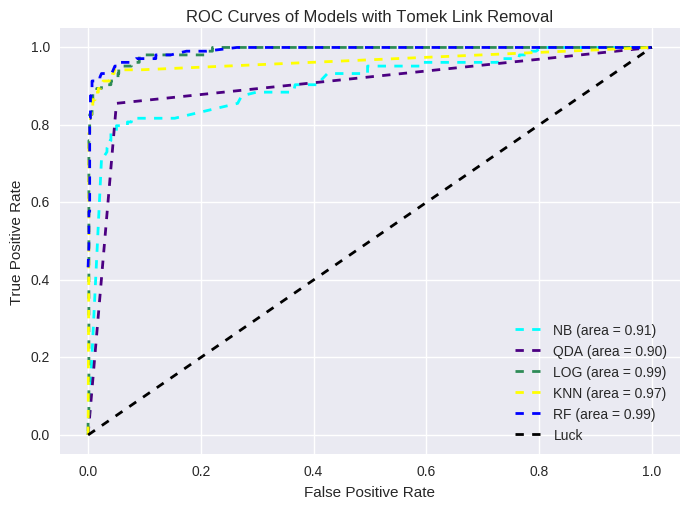 ROC Curves of Models with Tomek Link Removal
1.0
0.8
0.6
0.4
0.2
0.0
True Positive Rate
NB (area = 0.91)
QDA (area = 0.90)
LOG (area = 0.99)
KNN (area = 0.97)
RF (area = 0.99)
Luck
0.0 0.2 0.4 0.6 0.8 1.0
False Positive Rate